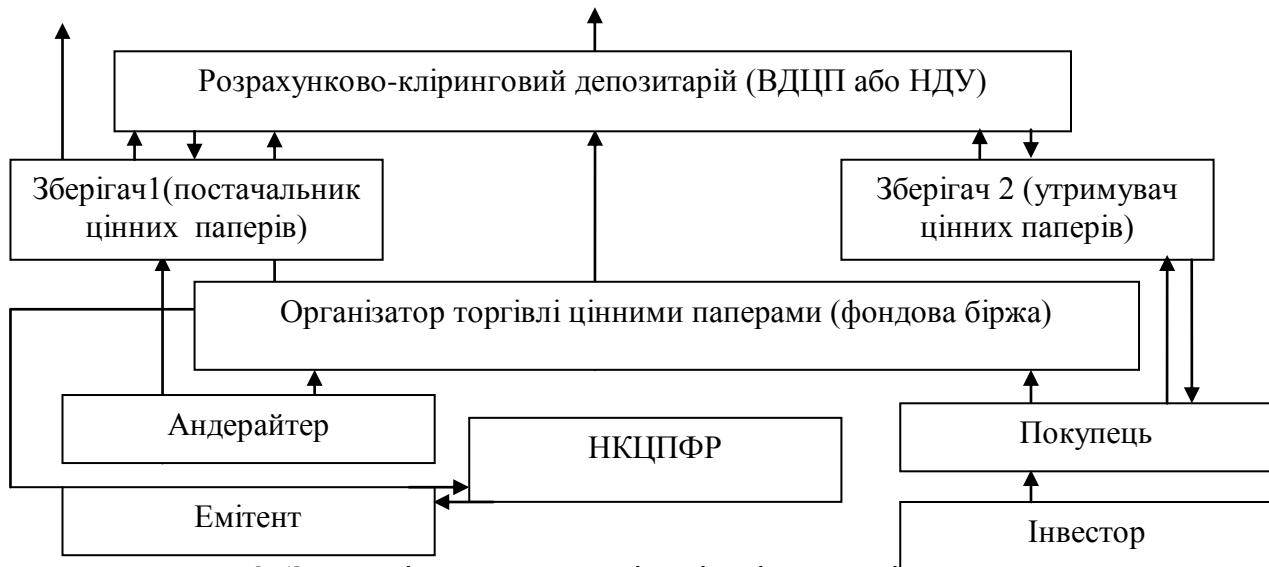 Розрахунково-кліринговий депозитарій (ВДЦП або НДУ)
Зберігач1(постачальник
цінних паперів)
Зберігач 2 (утримувач
цінних паперів)
Організатор торгівлі цінними паперами (фондова біржа)
Андерайтер
НКЦПФР
Покупець
Емітент
Інвестор